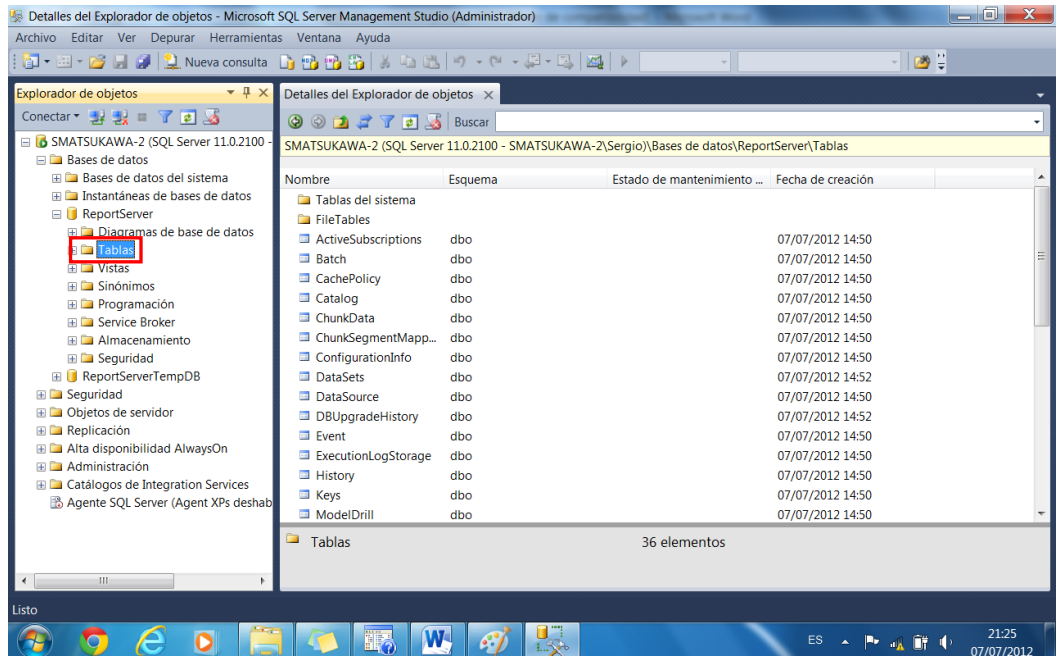 Detalles del Explorador de objetos - Microsoft SQL Server Management Studio (Administrador)
Archivo Editar Ver Depurar Herramientas Ventana Ayuda
Nueva consulta
Explorador de objetos
Conectar
SMATSUKAWA-2 (SQL Server 11.0.2100 -
Bases de datos
Bases de datos del sistema
Instantáneas de bases de datos
ReportServer
Diagramas de base de datos
Tablas
Vistas
Sinónimos
Programación
Service Broker
Almacenamiento
Seguridad
ReportServerTempDB
Seguridad
Objetos de servidor
Replicación
Alta disponibilidad AlwaysOn
Administración
Catálogos de Integration Services
Agente SQL Server (Agent XPs deshab
Detalles del Explorador de objetos
Buscar
SMATSUKAWA-2 (SQL Server 11.0.2100 - SMATSUKAWA-2\Sergio)\Bases de datos\ReportServer\Tablas
Nombre Esquema Estado de mantenimiento ... Fecha de creación
Tablas del sistema
FileTables
ActiveSubscriptions dbo 07/07/2012 14:50
Batch dbo 07/07/2012 14:50
CachePolicy dbo 07/07/2012 14:50
Catalog dbo 07/07/2012 14:50
ChunkData dbo 07/07/2012 14:50
ChunkSegmentMapp... dbo 07/07/2012 14:50
ConfigurationInfo dbo 07/07/2012 14:50
DataSets dbo 07/07/2012 14:52
DataSource dbo 07/07/2012 14:50
DBUpgradeHistory dbo 07/07/2012 14:52
Event dbo 07/07/2012 14:50
ExecutionLogStorage dbo 07/07/2012 14:50
History dbo 07/07/2012 14:50
Keys dbo 07/07/2012 14:50
ModelDrill dbo 07/07/2012 14:50
Tablas 36 elementos
Listo
ES
21:25
07/07/2012